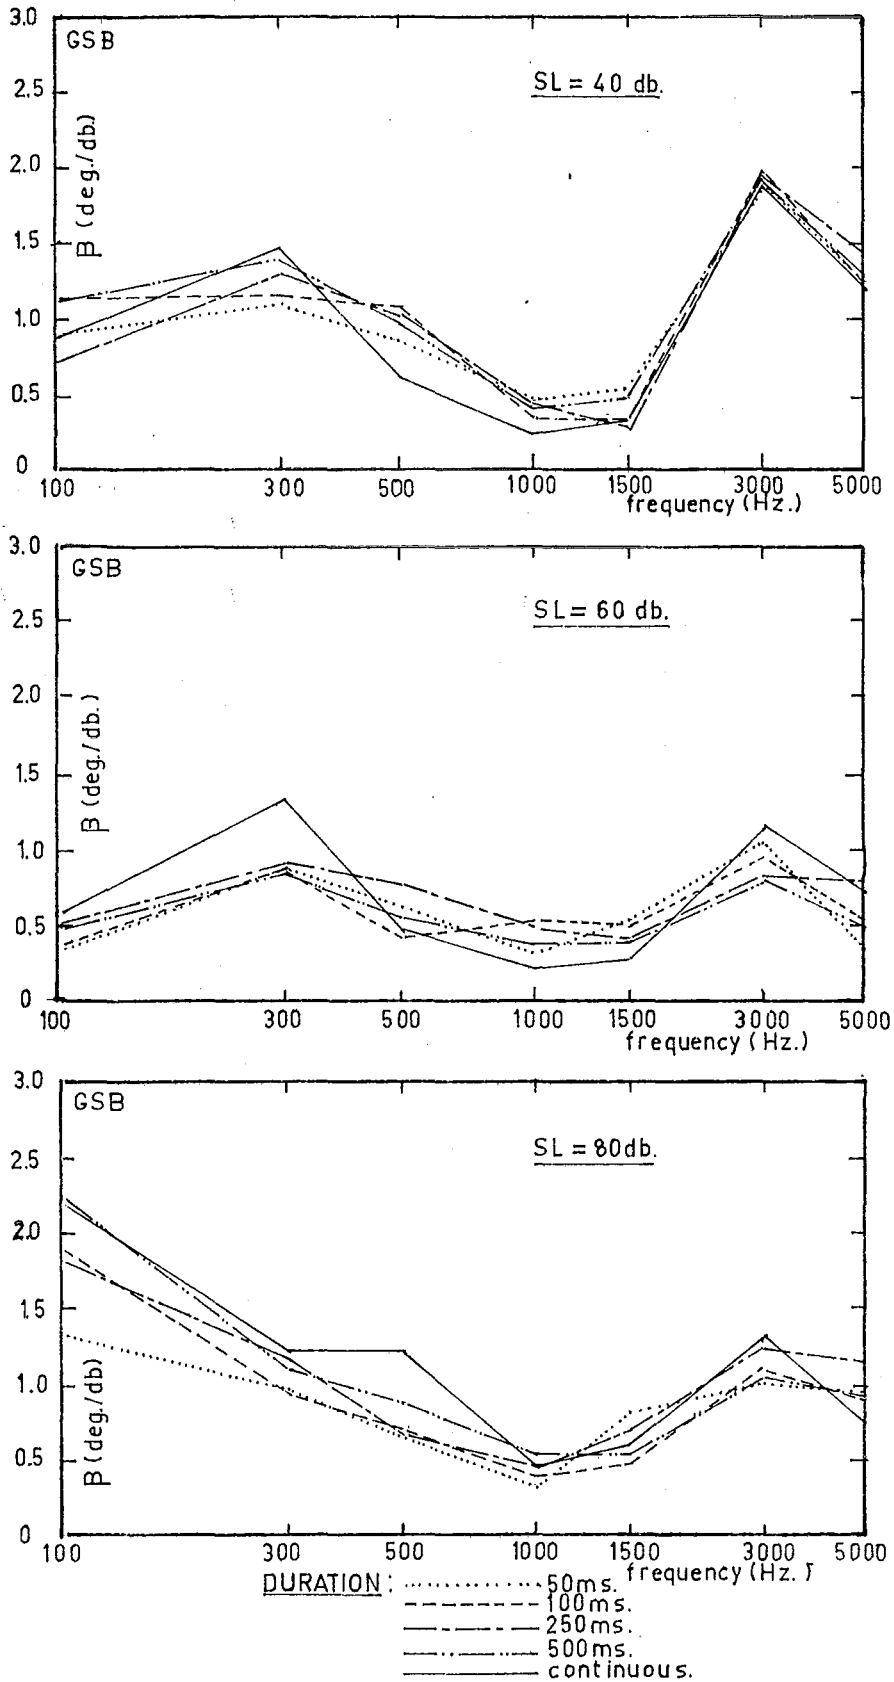 3.0
GSB
SL = 40 db.
2.5
2.0
β (deg./db.)
1.5
1.0
0.5
0
100 300 500 1000 1500 3000 5000
frequency (Hz.)
3.0
GSB
SL = 60 db.
2.5
2.0
β (deg./db.)
1.5
1.0
0.5
0
100 300 500 1000 1500 3000 5000
frequency (Hz.)
3.0
GSB
SL = 80db.
2.5
2.0
1.5
β (deg./db)
1.0
0.5
0
100 300 500 1000 1500 3000 5000
frequency (Hz.)
DURATION: 50ms.
100ms.
250ms.
500ms.
continuous.